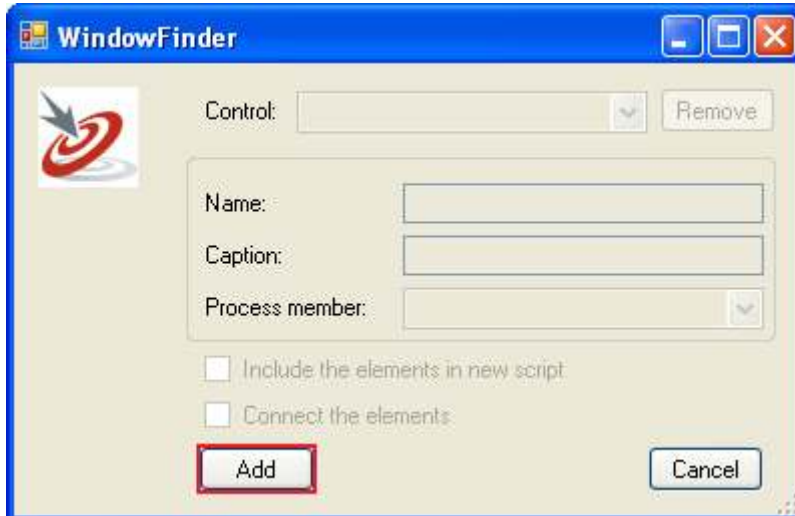 WindowFinder
Control:
Remove
Name:
Caption:
Process member:
Include the elements in new script
Connect the elements
Add
Cancel